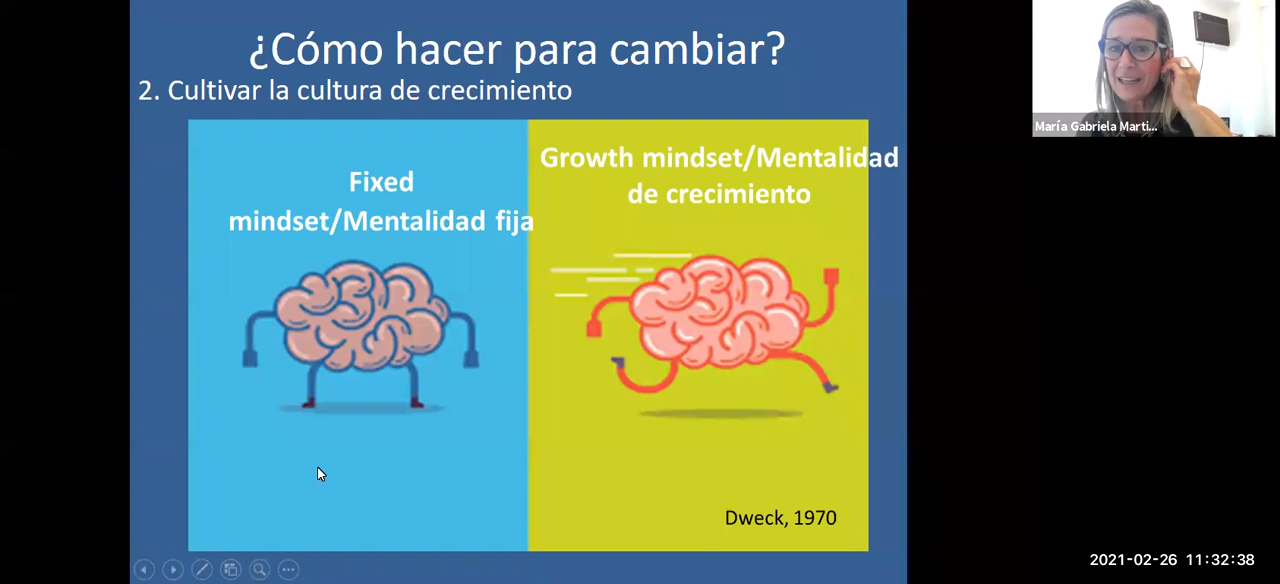 ¿Cómo hacer para cambiar?
2. Cultivar la cultura de crecimiento
Fixed
mindset/Mentalidad fija
Growth mindset/Mentalidad
de crecimiento
Dweck, 1970
María Gabriela Marti...
2021-02-26 11:32:38